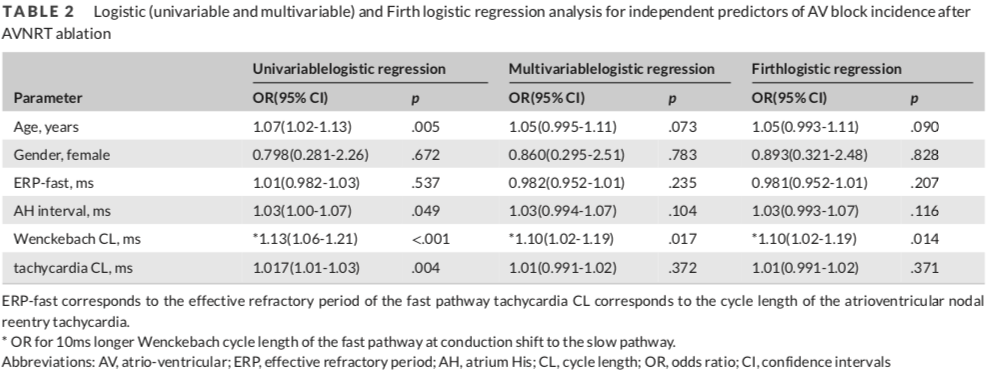 TABLE 2 Logistic (univariable and multivariable) and Firth logistic regression analysis for independent predictors of AV block incidence after
AVNRT ablation
Univariablelogistic regression Multivariablelogistic regression Firthlogistic regression
Parameter OR(95% CI) p OR(95% CI) p OR(95% CI) p
Age, years 1.07(1.02-1.13) .005 1.05(0.995-1.11) .073 1.05(0.993-1.11) .090
Gender, female 0.798(0.281-2.26) .672 0.860(0.295-2.51) .783 0.893(0.321-2.48) .828
ERP-fast, ms 1.01(0.982-1.03) .537 0.982(0.952-1.01) .235 0.981(0.952-1.01) .207
AH interval, ms 1.03(1.00-1.07) .049 1.03(0.994-1.07) .104 1.03(0.993-1.07) .116
Wenckebach CL, ms *1.13(1.06-1.21) <.001 *1.10(1.02-1.19) .017 *1.10(1.02-1.19) .014
tachycardia CL, ms 1.017(1.01-1.03) .004 1.01(0.991-1.02) .372 1.01(0.991-1.02) .371
ERP-fast corresponds to the effective refractory period of the fast pathway tachycardia CL corresponds to the cycle length of the atrioventricular nodal
reentry tachycardia.
* OR for 10ms longer Wenckebach cycle length of the fast pathway at conduction shift to the slow pathway.
Abbreviations: AV, atrio-ventricular; ERP, effective refractory period; AH, atrium His; CL, cycle length; OR, odds ratio; CI, confidence intervals